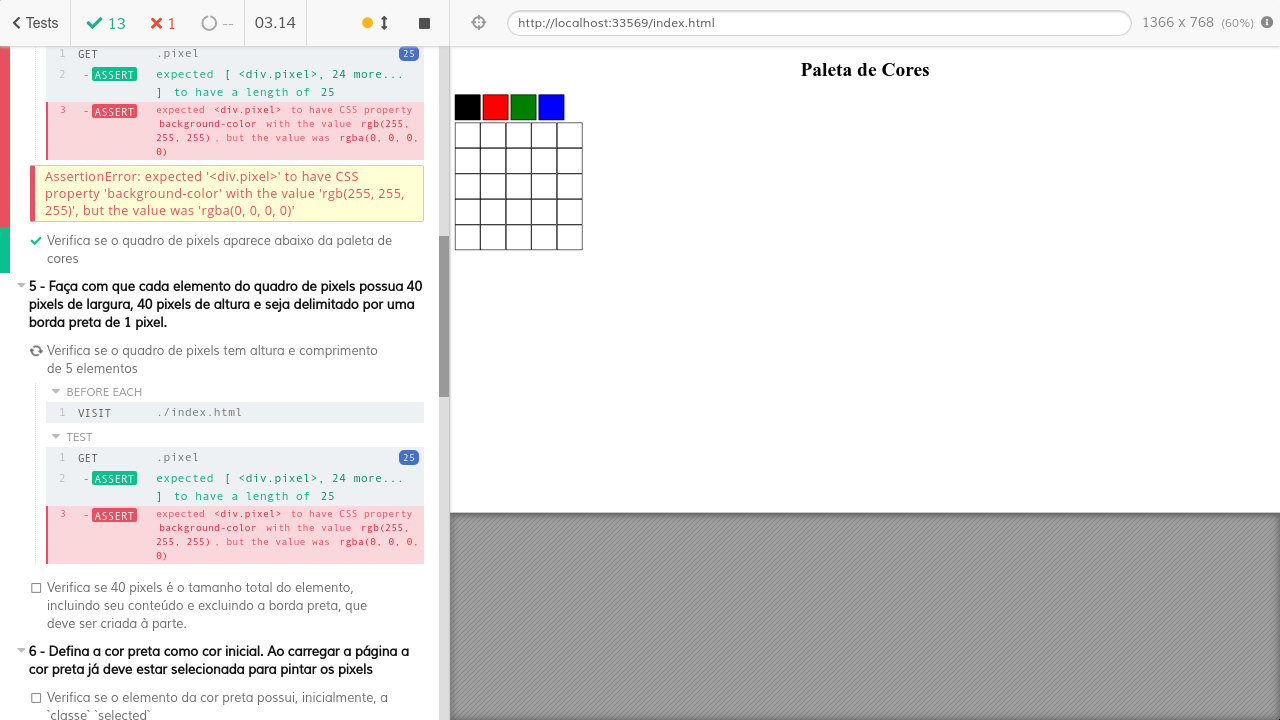 Tests 13 1 -- 03.14 http://localhost:33569/index.html 1366 x 768 (60%)
1 GET .pixel 25
2 -ASSERT expected [ <div.pixel>, 24 more...
] to have a length of 25
3 -ASSERT expected <div.pixel> to have CSS property
background-color with the value rgb(255,
255, 255), but the value was rgba(0, 0, 0,
0)
AssertionError: expected '<div.pixel>' to have CSS
property 'background-color' with the value 'rgb(255, 255,
255)', but the value was 'rgba(0, 0, 0, 0)'
Verifica se o quadro de pixels aparece abaixo da paleta de
cores
5 - Faça com que cada elemento do quadro de pixels possua 40
pixels de largura, 40 pixels de altura e seja delimitado por uma
borda preta de 1 pixel.
Verifica se o quadro de pixels tem altura e comprimento
de 5 elementos
BEFORE EACH
1 VISIT ./index.html
TEST
1 GET .pixel 25
2 -ASSERT expected [ <div.pixel>, 24 more...
] to have a length of 25
3 -ASSERT expected <div.pixel> to have CSS property
background-color with the value rgb(255,
255, 255), but the value was rgba(0, 0, 0,
0)
Verifica se 40 pixels é o tamanho total do elemento,
incluindo seu conteúdo e excluindo a borda preta, que
deve ser criada à parte.
6 - Defina a cor preta como cor inicial. Ao carregar a página a
cor preta já deve estar selecionada para pintar os pixels
Verifica se o elemento da cor preta possui, inicialmente, a
`classe` `selected`
Paleta de Cores